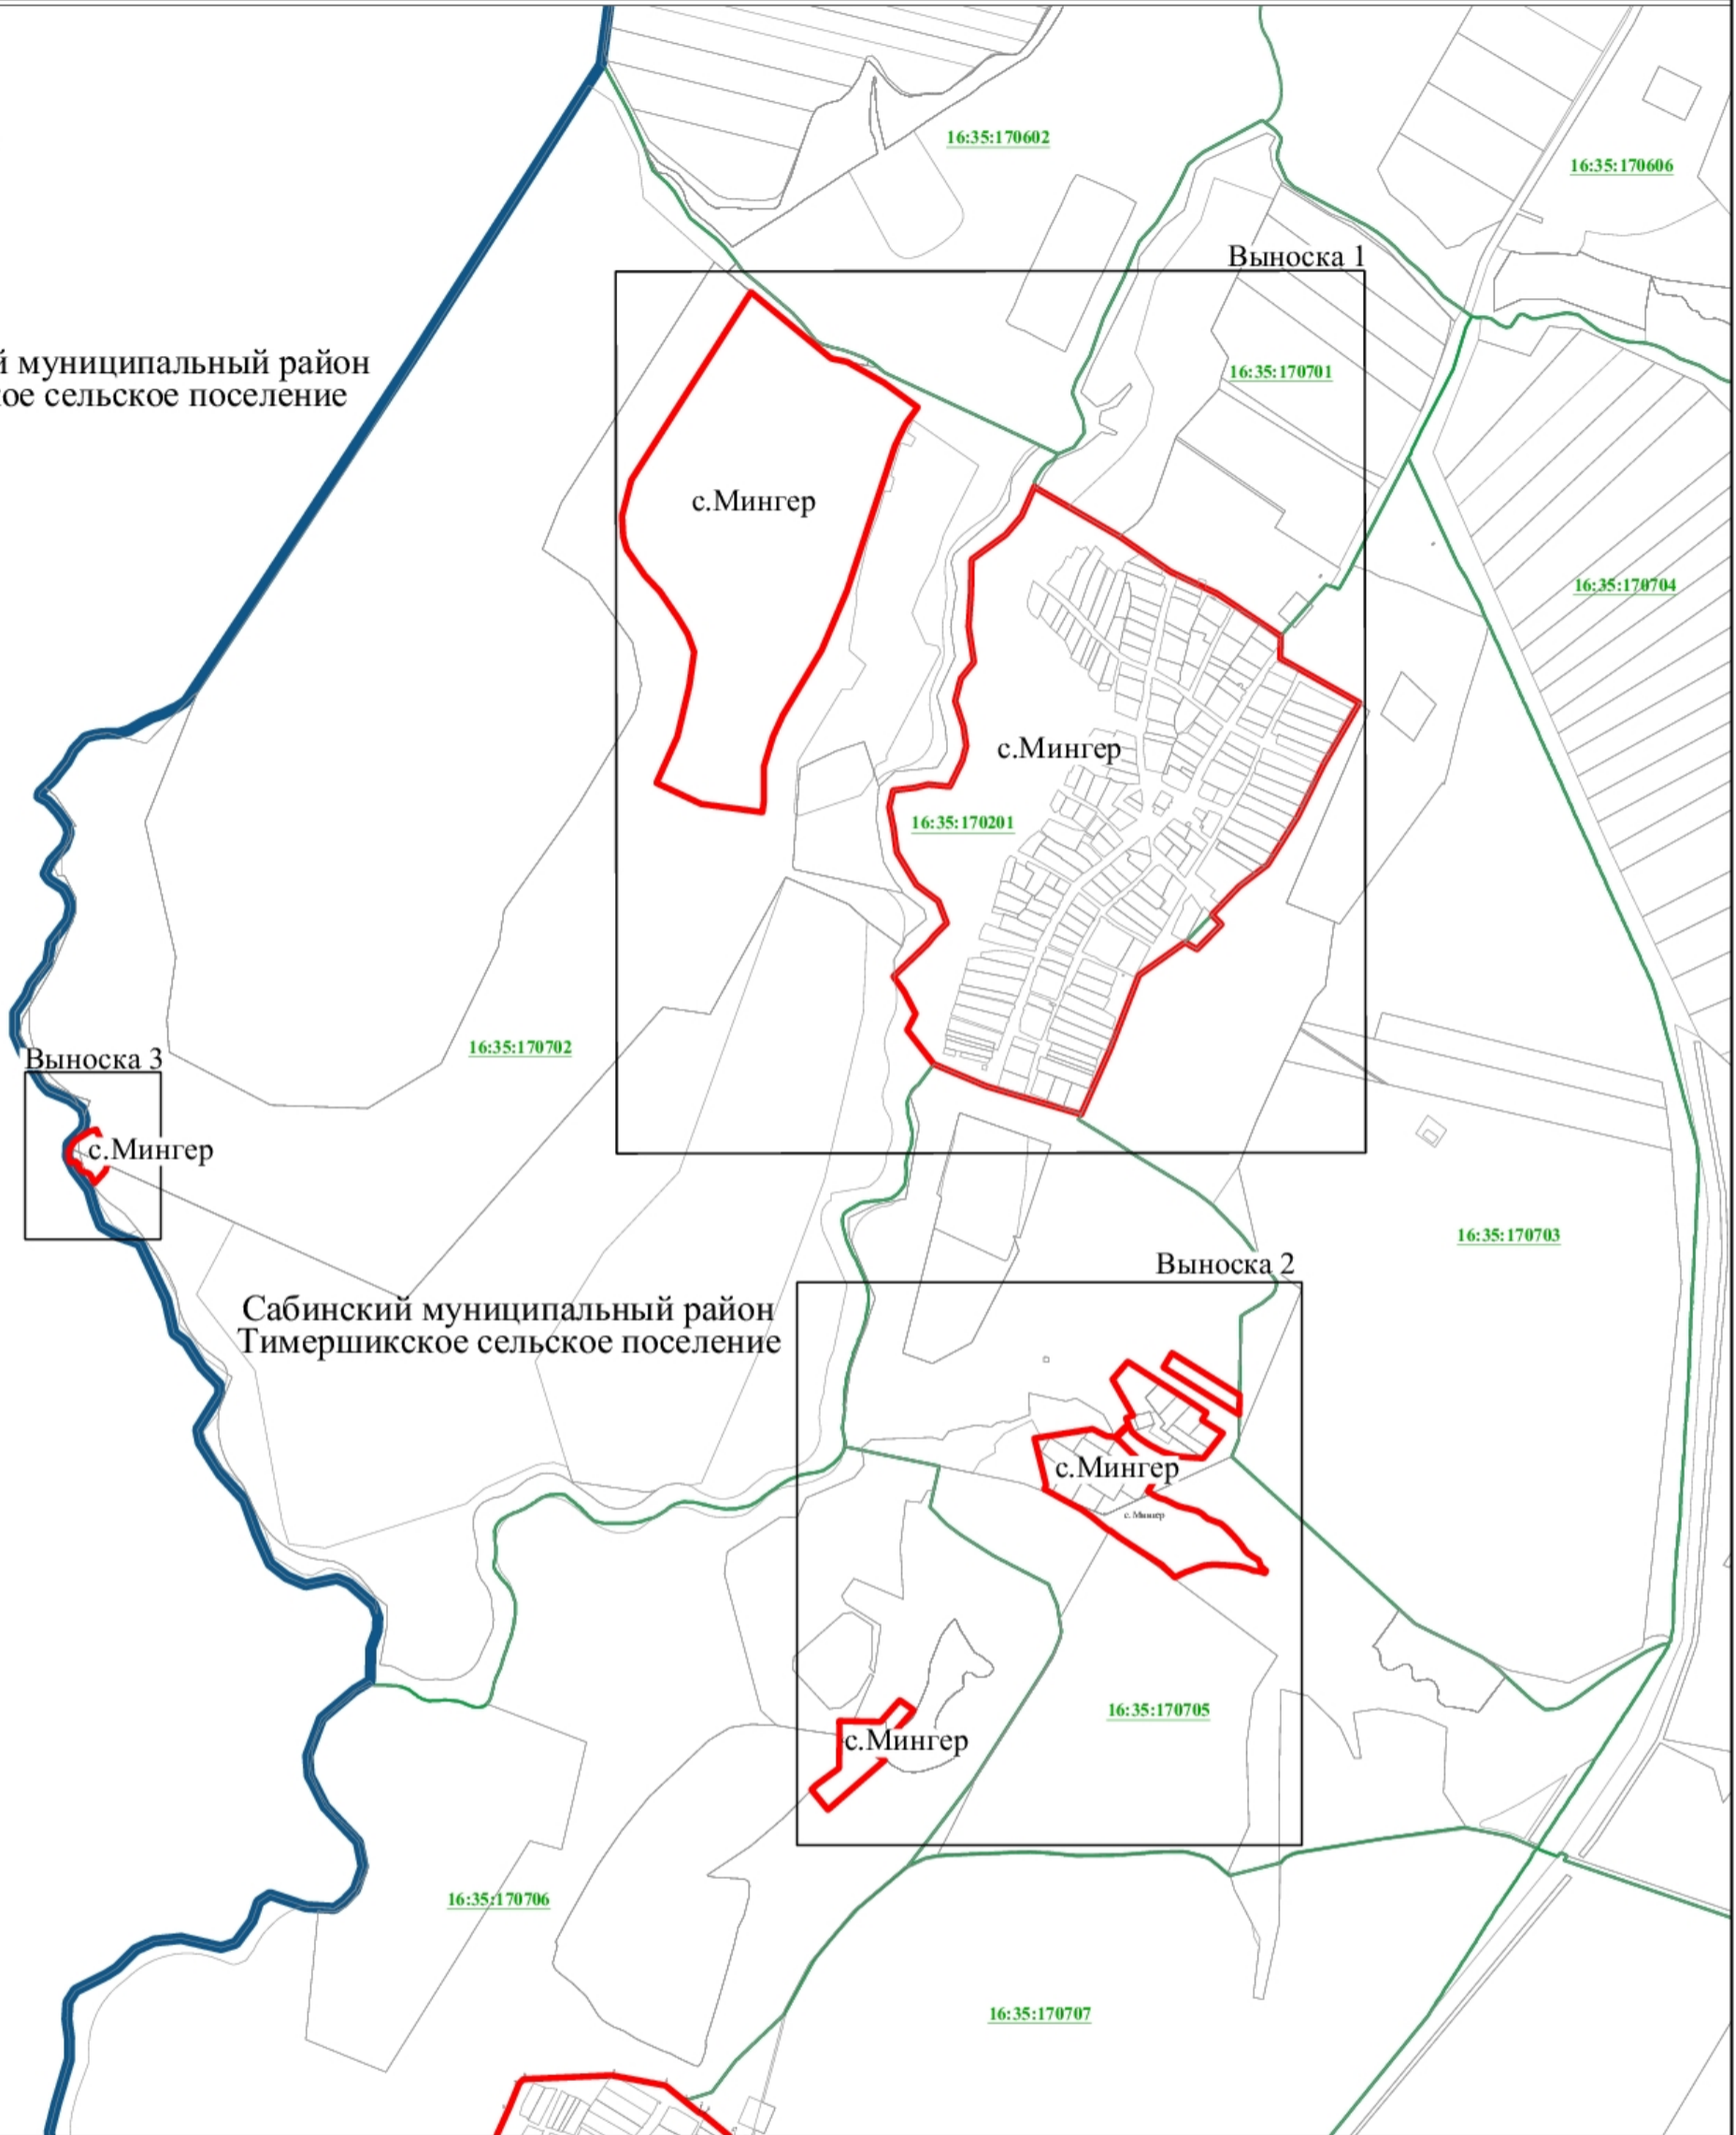 16:35:170602
16:35:170606
Выноска 1
й муниципальный район
ое сельское поселение
16:35:170701
с.Мингер
16:35:170704
с.Мингер
16:35:170201
16:35:170702
Выноска 3
с.Мингер
16:35:170703
Выноска 2
Сабинский муниципальный район
Тимершикское сельское поселение
с.Мингер
с. Мингер
16:35:170705
с.Мингер
16:35:170706
16:35:170707